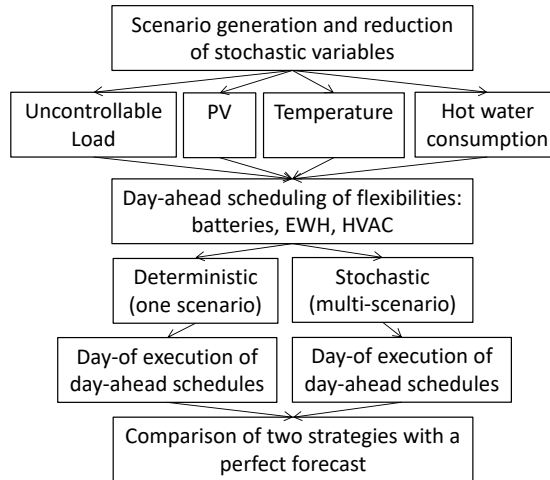 Scenario generation and reduction
of stochastic variables
Uncontrollable
Load
PV
Temperature
Hot water
consumption
Day-ahead scheduling of flexibilities:
batteries, EWH, HVAC
Deterministic
(one scenario)
Stochastic
(multi-scenario)
Day-of execution of
day-ahead schedules
Day-of execution of
day-ahead schedules
Comparison of two strategies with a
perfect forecast